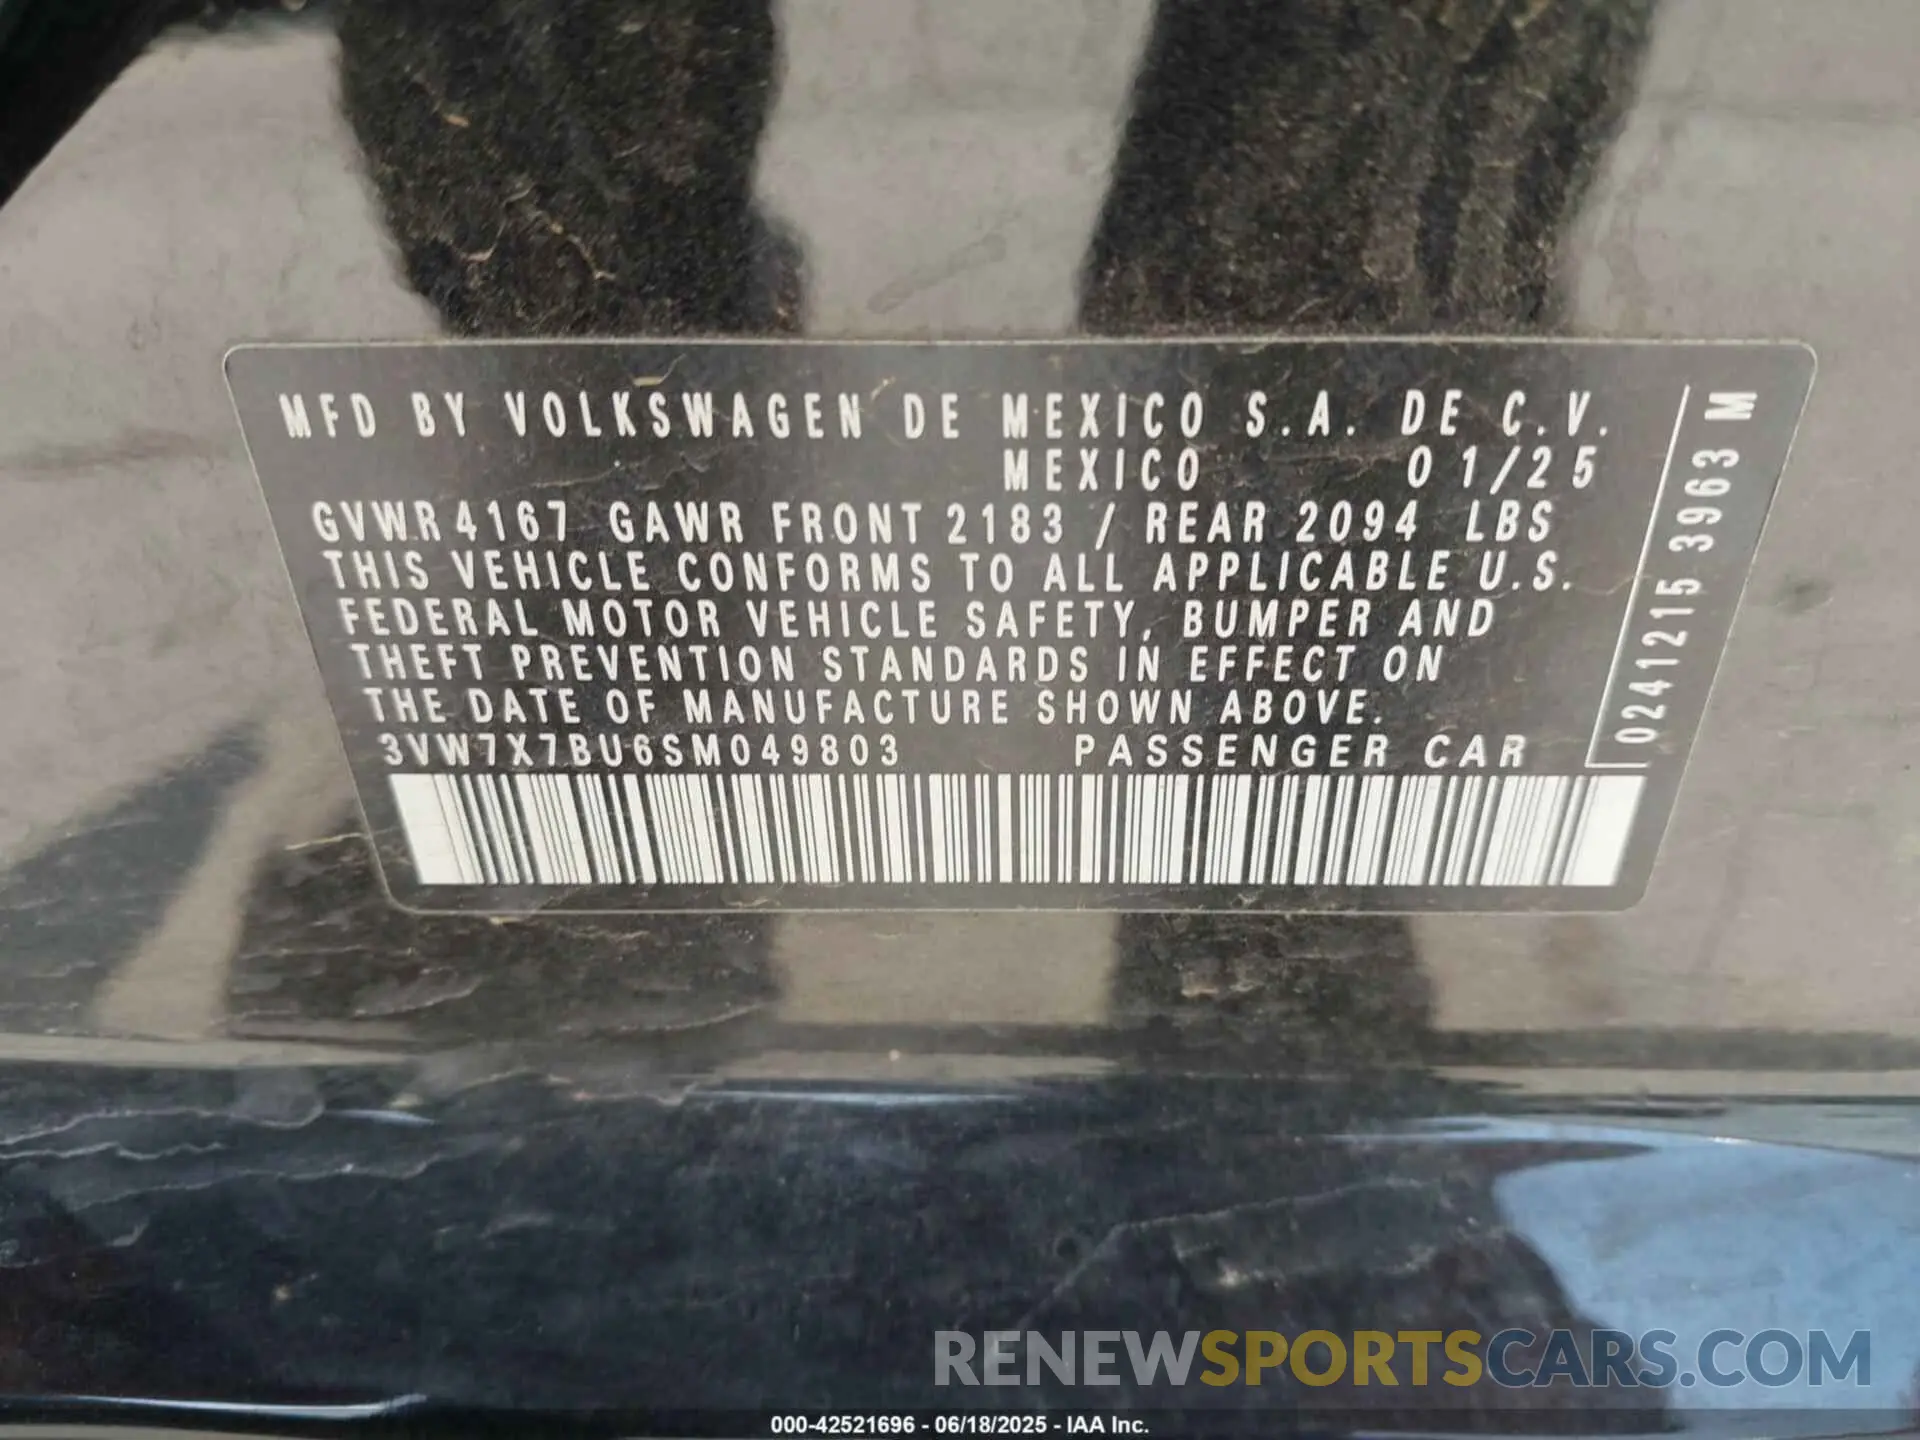 MFD BY VOLKSWAGEN DE MEXICO S.A. DE C.V.
MEXICO 01/25
GVWR 4167 GAWR FRONT 2183 / REAR 2094 LBS
THIS VEHICLE CONFORMS TO ALL APPLICABLE U.S.
FEDERAL MOTOR VEHICLE SAFETY, BUMPER AND
THEFT PREVENTION STANDARDS IN EFFECT ON
THE DATE OF MANUFACTURE SHOWN ABOVE.
3VW7X7BU6SM049803 PASSENGER CAR
0241215 3963 M
RENEWSPORTSCARS.COM
000-42521696 - 06/18/2025 - IAA Inc.